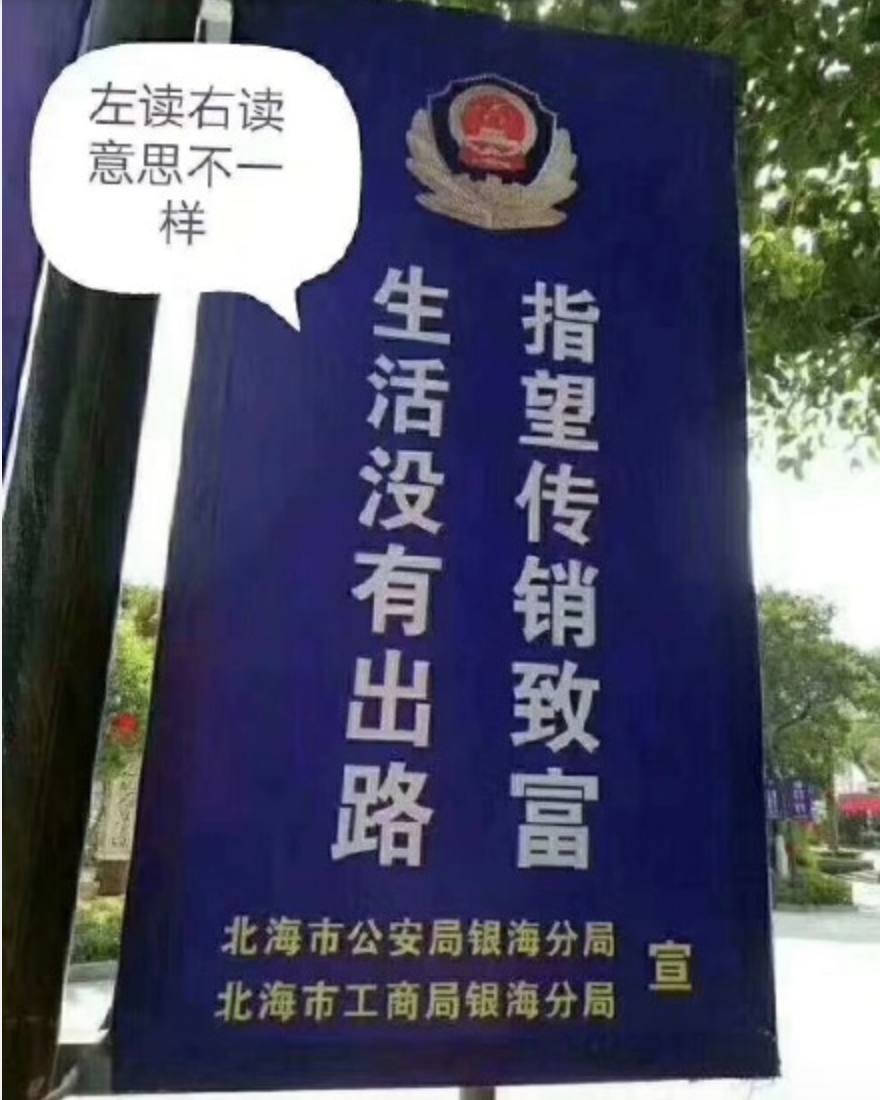 左读右读
意思不一
样
指望传销致富
生活没有出路
北海市公安局银海分局
北海市工商局银海分局
宣